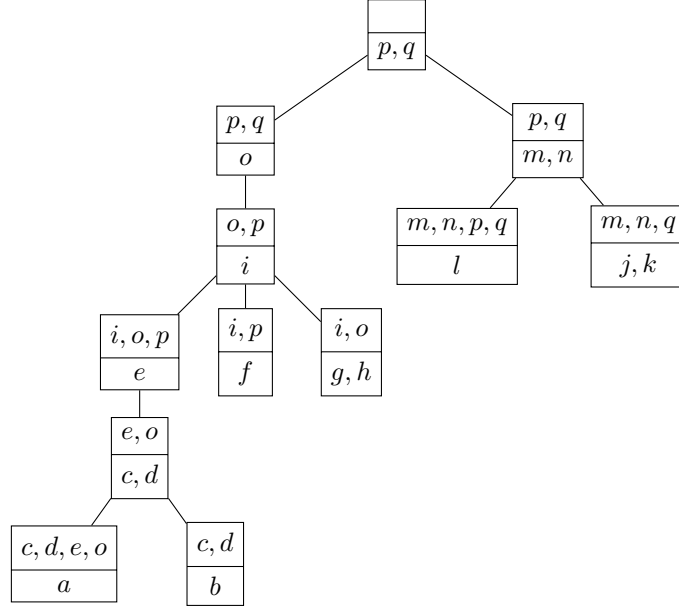 p, q
p, q
o
p, q
m, n
o, p
i
m, n, p, q
l
m, n, q
j, k
i, o, p
e
i, p
f
i, o
g, h
e, o
c, d
c, d, e, o
a
c, d
b